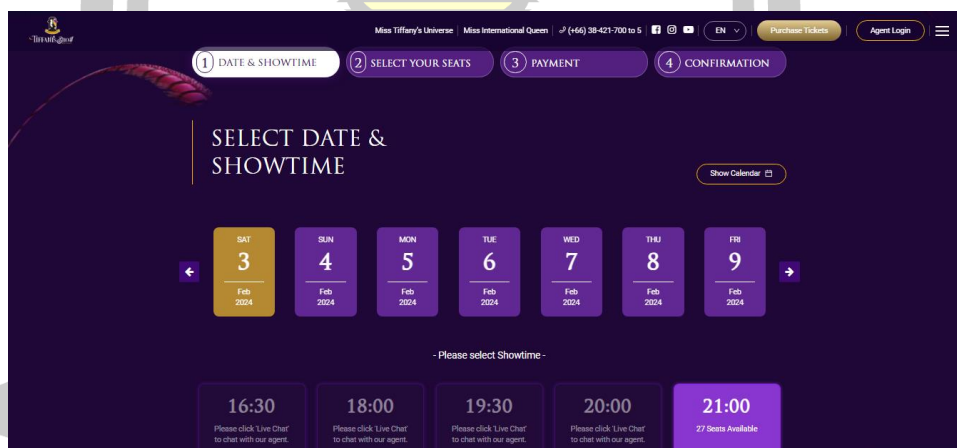 Tiffany's Show
Miss Tiffany's Universe
Miss International Queen
(+66) 38-421-700 to 5
EN
Purchase Tickets
Agent Login
1 DATE & SHOWTIME
2 SELECT YOUR SEATS
3 PAYMENT
4 CONFIRMATION
SELECT DATE &
SHOWTIME
Show Calendar
SAT
3
Feb
2024
SUN
4
Feb
2024
MON
5
Feb
2024
TUE
6
Feb
2024
WED
7
Feb
2024
THU
8
Feb
2024
FRI
9
Feb
2024
- Please select Showtime -
16:30
Please click 'Live Chat'
to chat with our agent.
18:00
Please click 'Live Chat'
to chat with our agent.
19:30
Please click 'Live Chat'
to chat with our agent.
20:00
Please click 'Live Chat'
to chat with our agent.
21:00
27 Seats Available